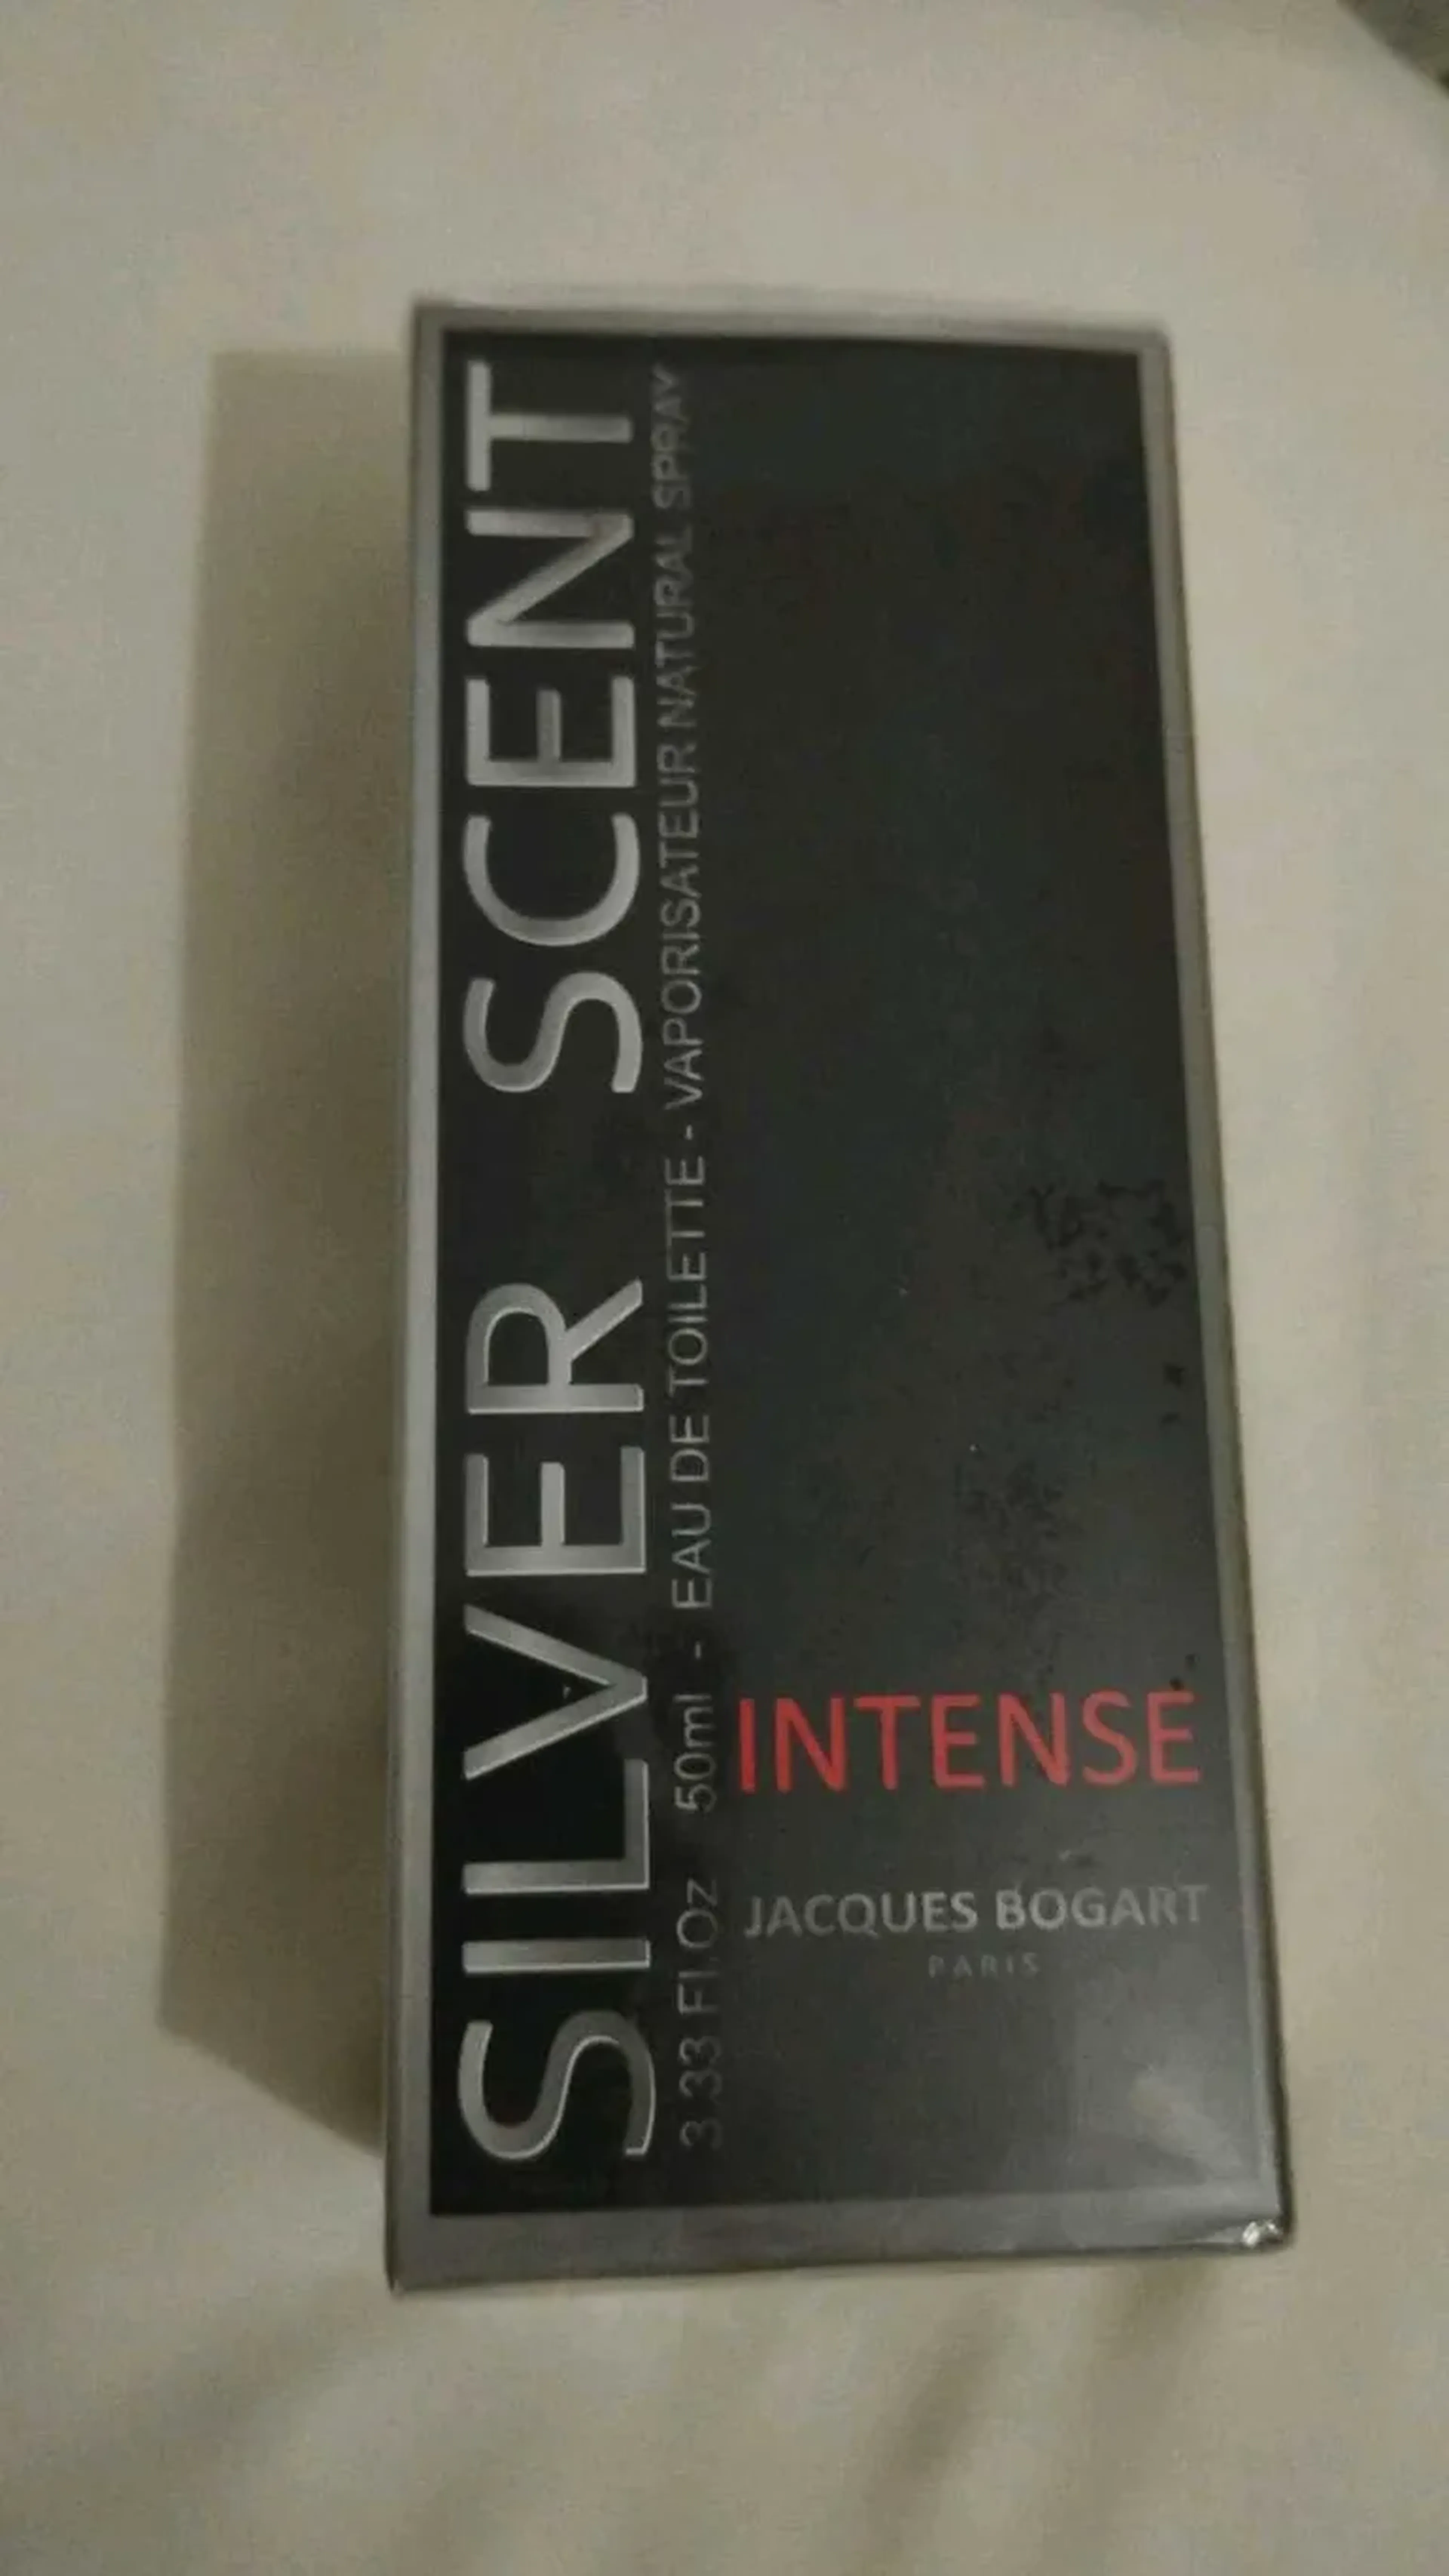 SILVER SCENT
3.33 Fl.Oz 50ml - EAU DE TOILETTE - VAPORISATEUR NATURAL SPRAY
INTENSE
JACQUES BOGART
PARIS